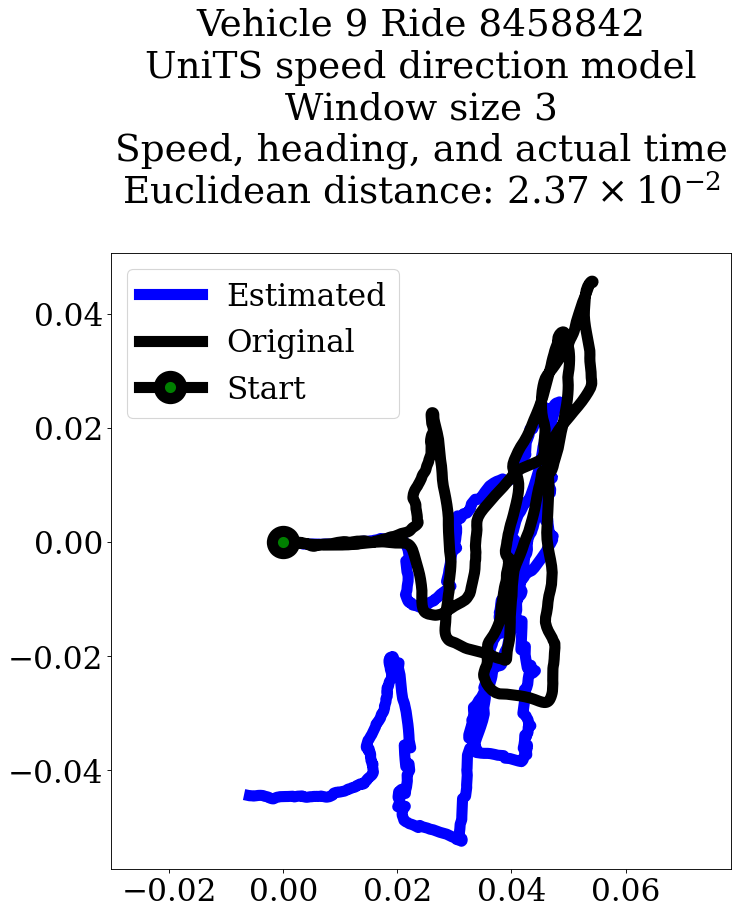 Vehicle 9 Ride 8458842
UniTS speed direction model
Window size 3
Speed, heading, and actual time
Euclidean distance: $2.37 \times 10^{-2}$
Estimated
Original
Start
0.04
0.02
0.00
−0.02
−0.04
−0.02 0.00 0.02 0.04 0.06